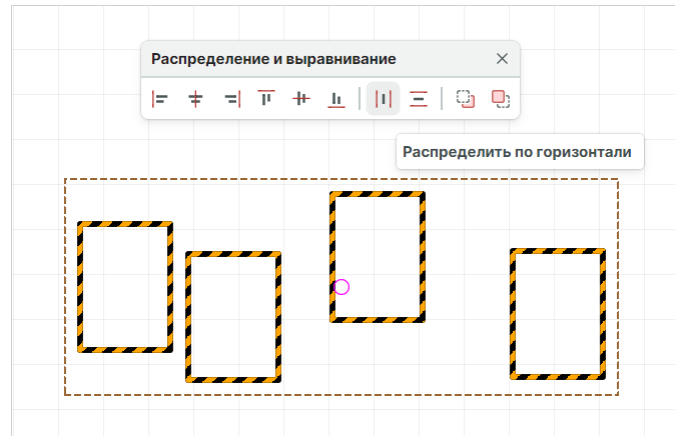 Распределение и выравнивание
Распределить по горизонтали